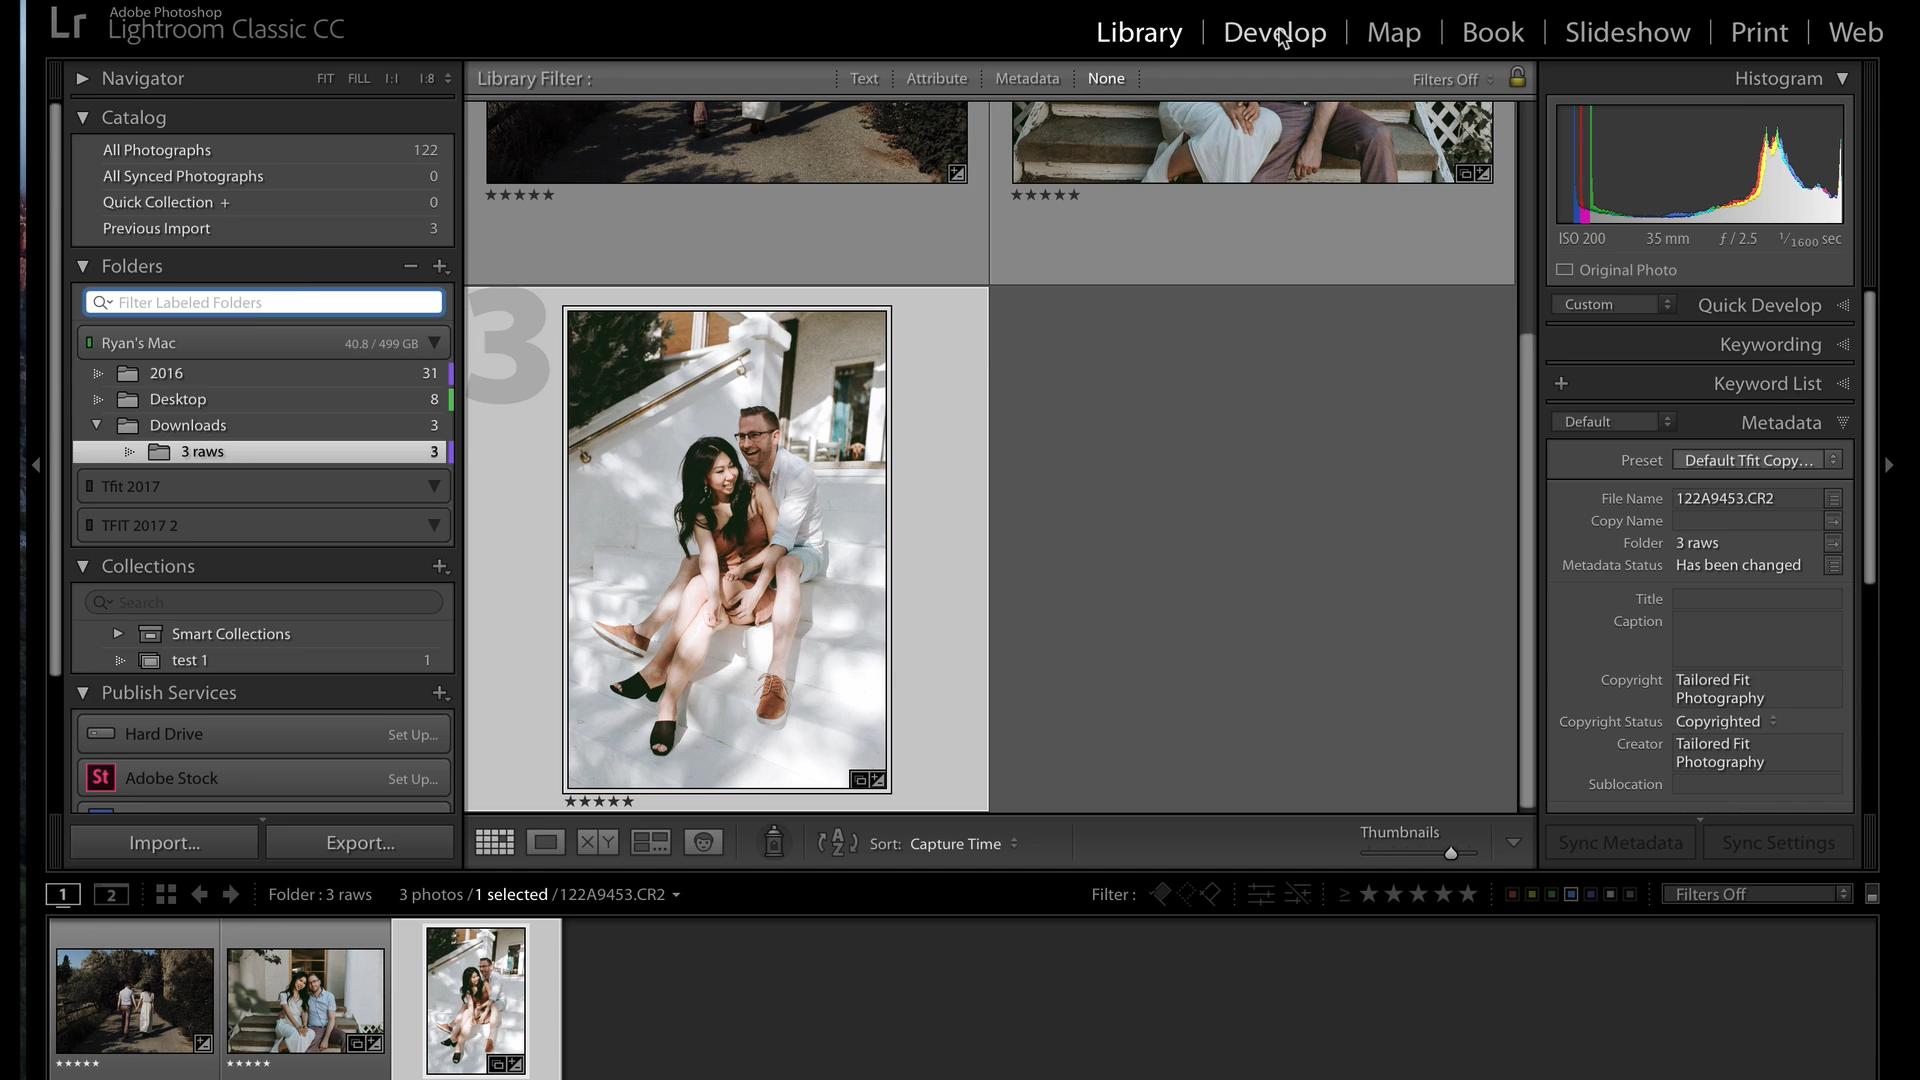 Lr Adobe Photoshop
Lightroom Classic CC
Library | Develop | Map | Book | Slideshow | Print | Web
Navigator FIT FILL 1:1 1:8
Catalog
All Photographs 122
All Synced Photographs 0
Quick Collection + 0
Previous Import 3
Folders
Filter Labeled Folders
Ryan's Mac 40.8 / 499 GB
2016 31
Desktop 8
Downloads 3
3 raws 3
Tfit 2017
TFIT 2017 2
Collections
Search
Smart Collections
test 1 1
Publish Services
Hard Drive Set Up...
St Adobe Stock Set Up...
Import... Export...
Library Filter : Text Attribute Metadata None Filters Off
★★★★★ ★★★★★
3
★★★★★
XY Sort: Capture Time Thumbnails
Histogram
ISO 200 35 mm ƒ / 2.5 1/1600 sec
Original Photo
Custom Quick Develop
Keywording
+ Keyword List
Default Metadata
Preset Default Tfit Copy...
File Name 122A9453.CR2
Copy Name
Folder 3 raws
Metadata Status Has been changed
Title
Caption
Copyright Tailored Fit
Photography
Copyright Status Copyrighted
Creator Tailored Fit
Photography
Sublocation
Sync Metadata Sync Settings
1 2 Folder : 3 raws 3 photos / 1 selected / 122A9453.CR2 Filter : ≥ ★★★★★ Filters Off
★★★★★ ★★★★★